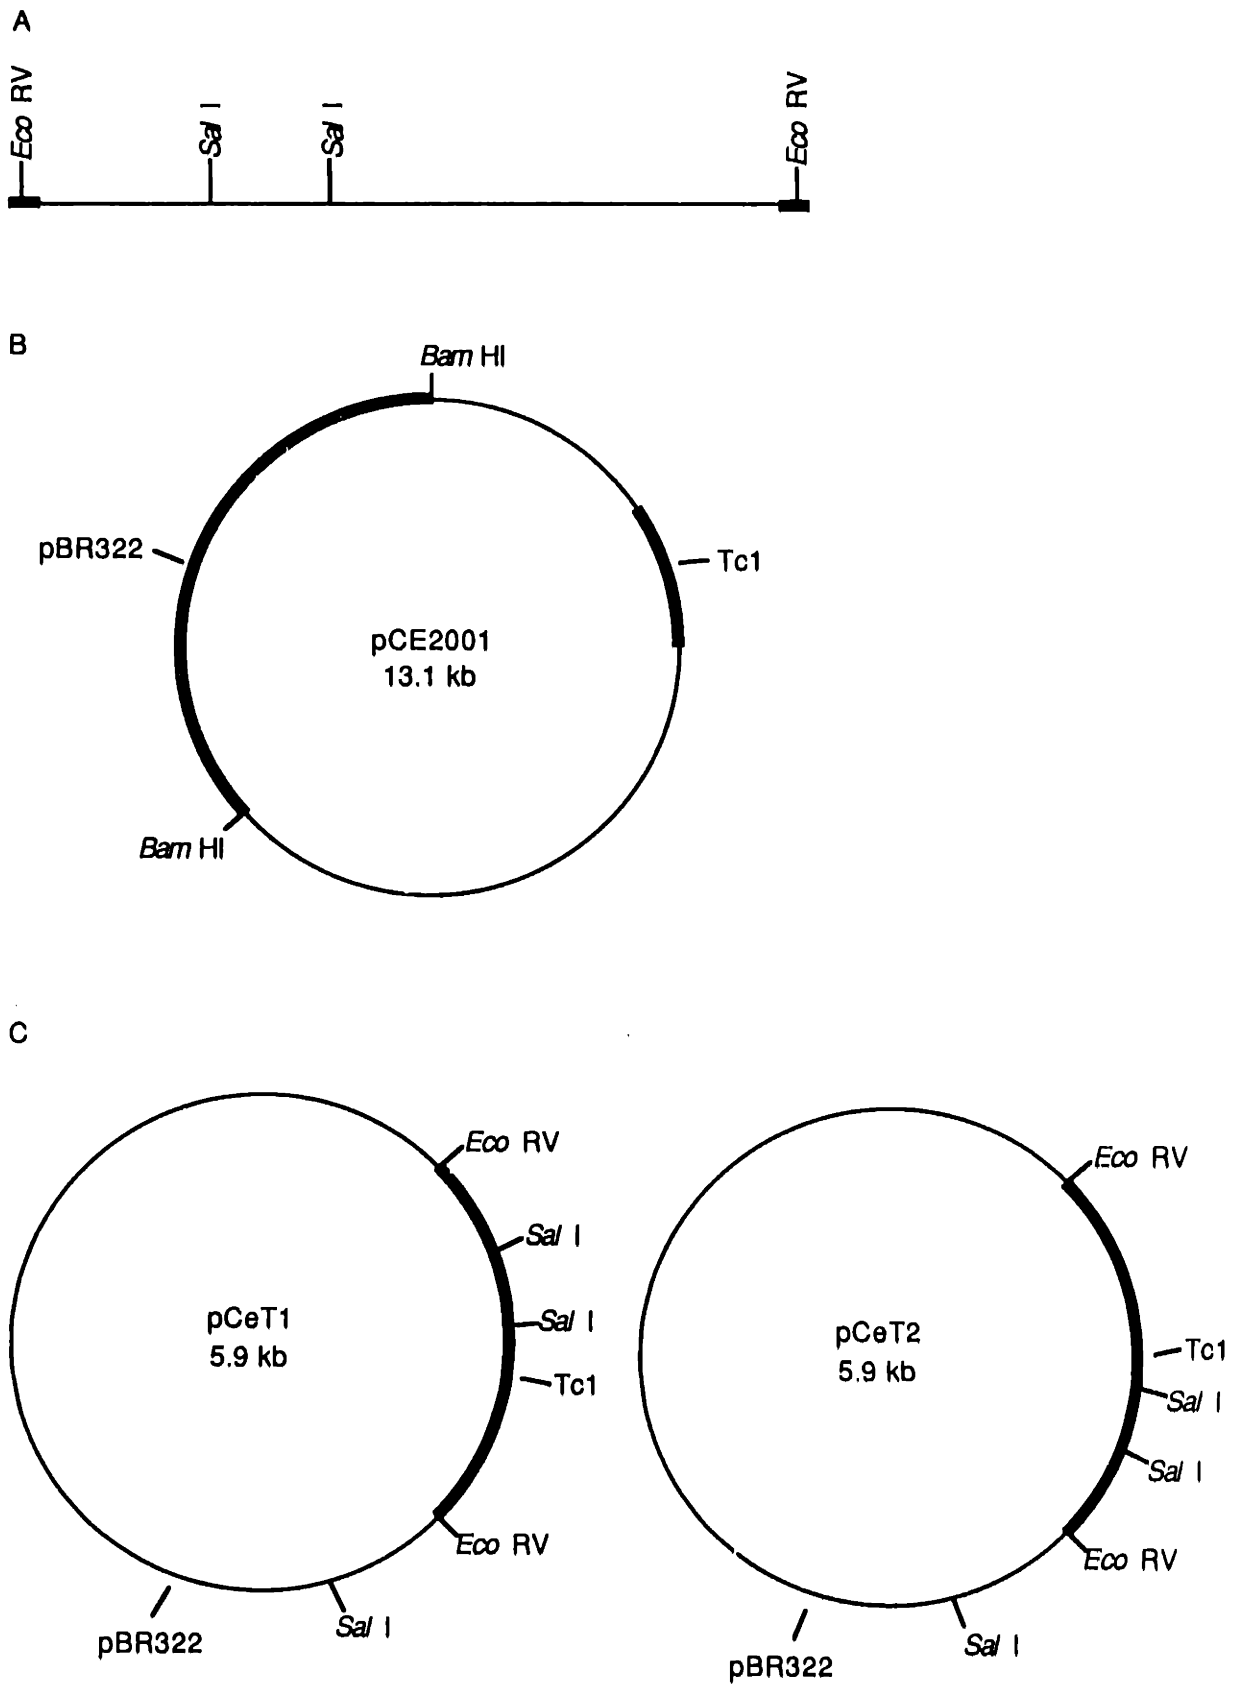 A
Eco RV
Sal I
Sal I
Eco RV
B
Bam HI
pBR322
Tc1
pCE2001
13.1 kb
Bam HI
C
Eco RV
Sal I
Sal I
Tc1
pCeT1
5.9 kb
Eco RV
Sal I
pBR322
Eco RV
Tc1
pCeT2
5.9 kb
Sal I
Sal I
Eco RV
Sal I
pBR322